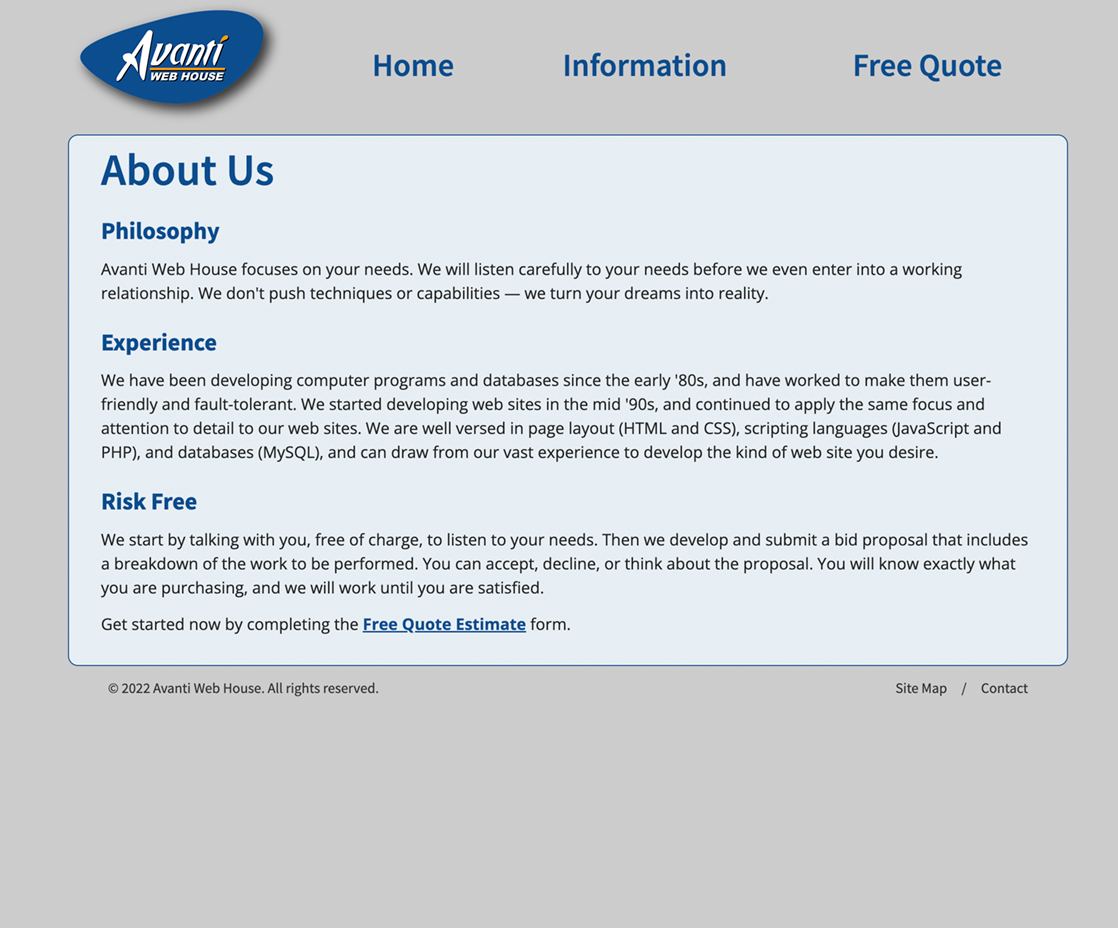 Avanti
WEB HOUSE
Home Information Free Quote
About Us
Philosophy
Avanti Web House focuses on your needs. We will listen carefully to your needs before we even enter into a working
relationship. We don't push techniques or capabilities — we turn your dreams into reality.
Experience
We have been developing computer programs and databases since the early '80s, and have worked to make them user-
friendly and fault-tolerant. We started developing web sites in the mid '90s, and continued to apply the same focus and
attention to detail to our web sites. We are well versed in page layout (HTML and CSS), scripting languages (JavaScript and
PHP), and databases (MySQL), and can draw from our vast experience to develop the kind of web site you desire.
Risk Free
We start by talking with you, free of charge, to listen to your needs. Then we develop and submit a bid proposal that includes
a breakdown of the work to be performed. You can accept, decline, or think about the proposal. You will know exactly what
you are purchasing, and we will work until you are satisfied.
Get started now by completing the Free Quote Estimate form.
© 2022 Avanti Web House. All rights reserved. Site Map / Contact